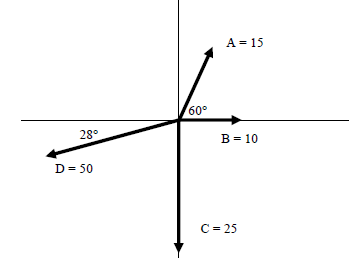 A = 15
60°
28°
B = 10
D = 50
C = 25